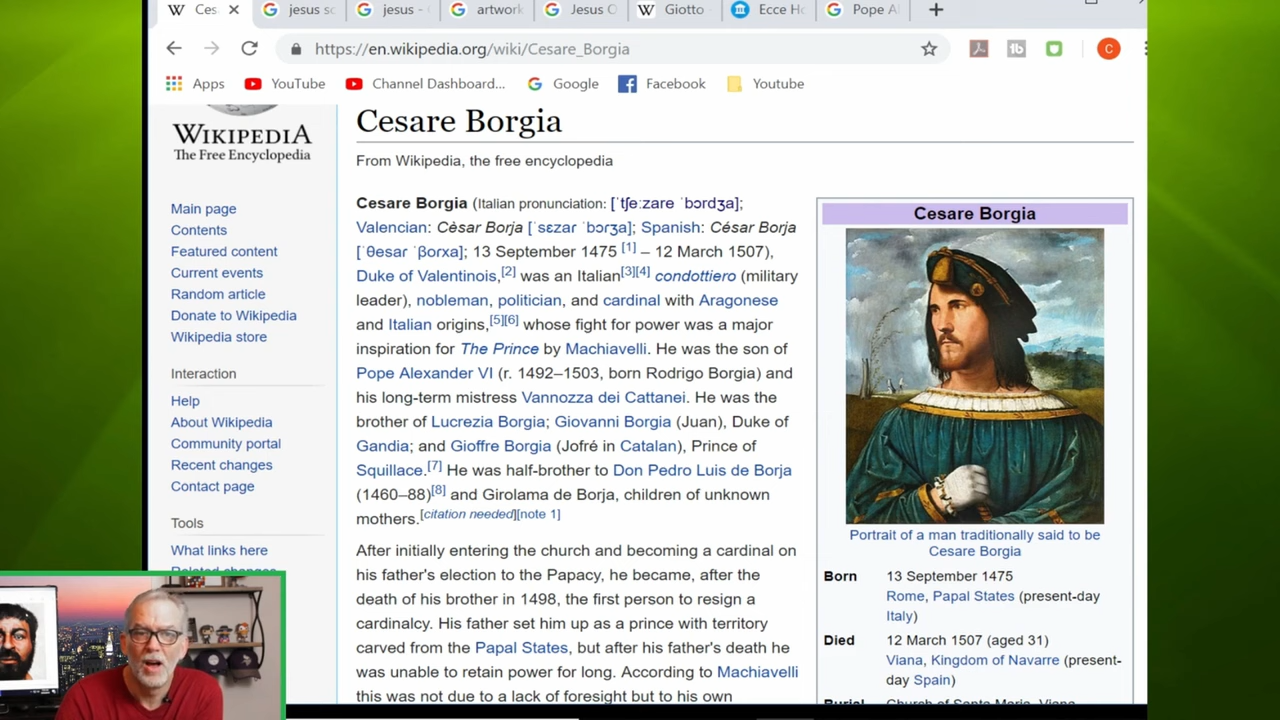 Ces
jesus sc
jesus -
artwork
Jesus O
Giotto
Ecce Ho
Pope Al
https://en.wikipedia.org/wiki/Cesare_Borgia
Apps
YouTube
Channel Dashboard...
Google
Facebook
Youtube
WIKIPEDIA
The Free Encyclopedia
Main page
Contents
Featured content
Current events
Random article
Donate to Wikipedia
Wikipedia store
Interaction
Help
About Wikipedia
Community portal
Recent changes
Contact page
Tools
What links here
Related changes
Cesare Borgia
From Wikipedia, the free encyclopedia
Cesare Borgia (Italian pronunciation: [ˈtʃeːzare ˈbɔrdʒa];
Valencian: Cèsar Borja [ˈsɛzar ˈbɔrʒa]; Spanish: César Borja
[ˈθesar ˈβorxa]; 13 September 1475 [1] – 12 March 1507),
Duke of Valentinois,[2] was an Italian[3][4] condottiero (military
leader), nobleman, politician, and cardinal with Aragonese
and Italian origins,[5][6] whose fight for power was a major
inspiration for The Prince by Machiavelli. He was the son of
Pope Alexander VI (r. 1492–1503, born Rodrigo Borgia) and
his long-term mistress Vannozza dei Cattanei. He was the
brother of Lucrezia Borgia; Giovanni Borgia (Juan), Duke of
Gandia; and Gioffre Borgia (Jofré in Catalan), Prince of
Squillace.[7] He was half-brother to Don Pedro Luis de Borja
(1460–88)[8] and Girolama de Borja, children of unknown
mothers.[citation needed][note 1]
After initially entering the church and becoming a cardinal on
his father's election to the Papacy, he became, after the
death of his brother in 1498, the first person to resign a
cardinalcy. His father set him up as a prince with territory
carved from the Papal States, but after his father's death he
was unable to retain power for long. According to Machiavelli
this was not due to a lack of foresight but to his own
Cesare Borgia
Portrait of a man traditionally said to be
Cesare Borgia
Born 13 September 1475
Rome, Papal States (present-day
Italy)
Died 12 March 1507 (aged 31)
Viana, Kingdom of Navarre (present-
day Spain)
Burial Church of Santa Maria, Viana